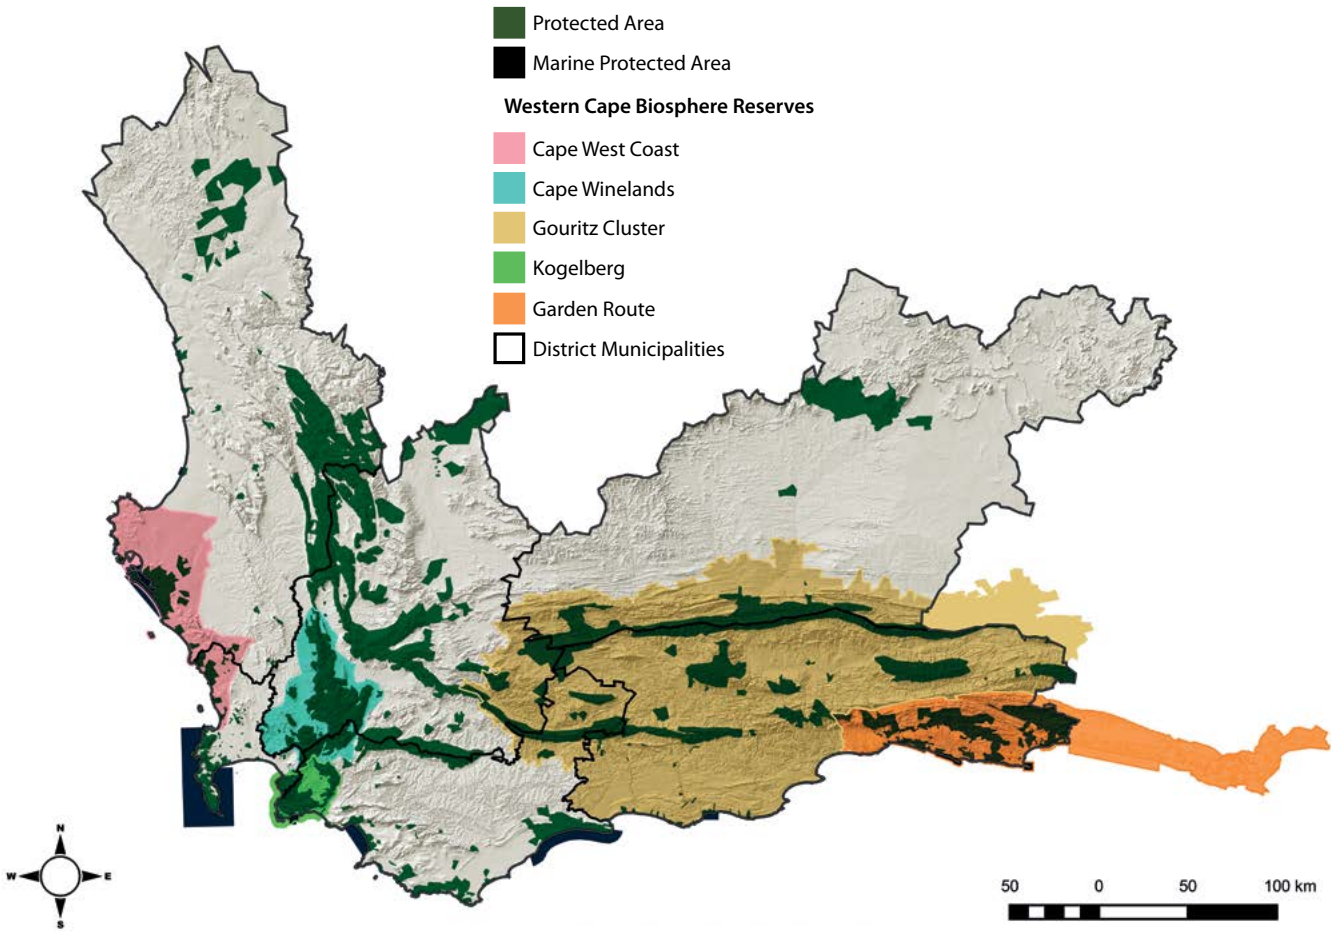 Protected Area
Marine Protected Area
Western Cape Biosphere Reserves
Cape West Coast
Cape Winelands
Gouritz Cluster
Kogelberg
Garden Route
District Municipalities
N
W E
S
50 0 50 100 km